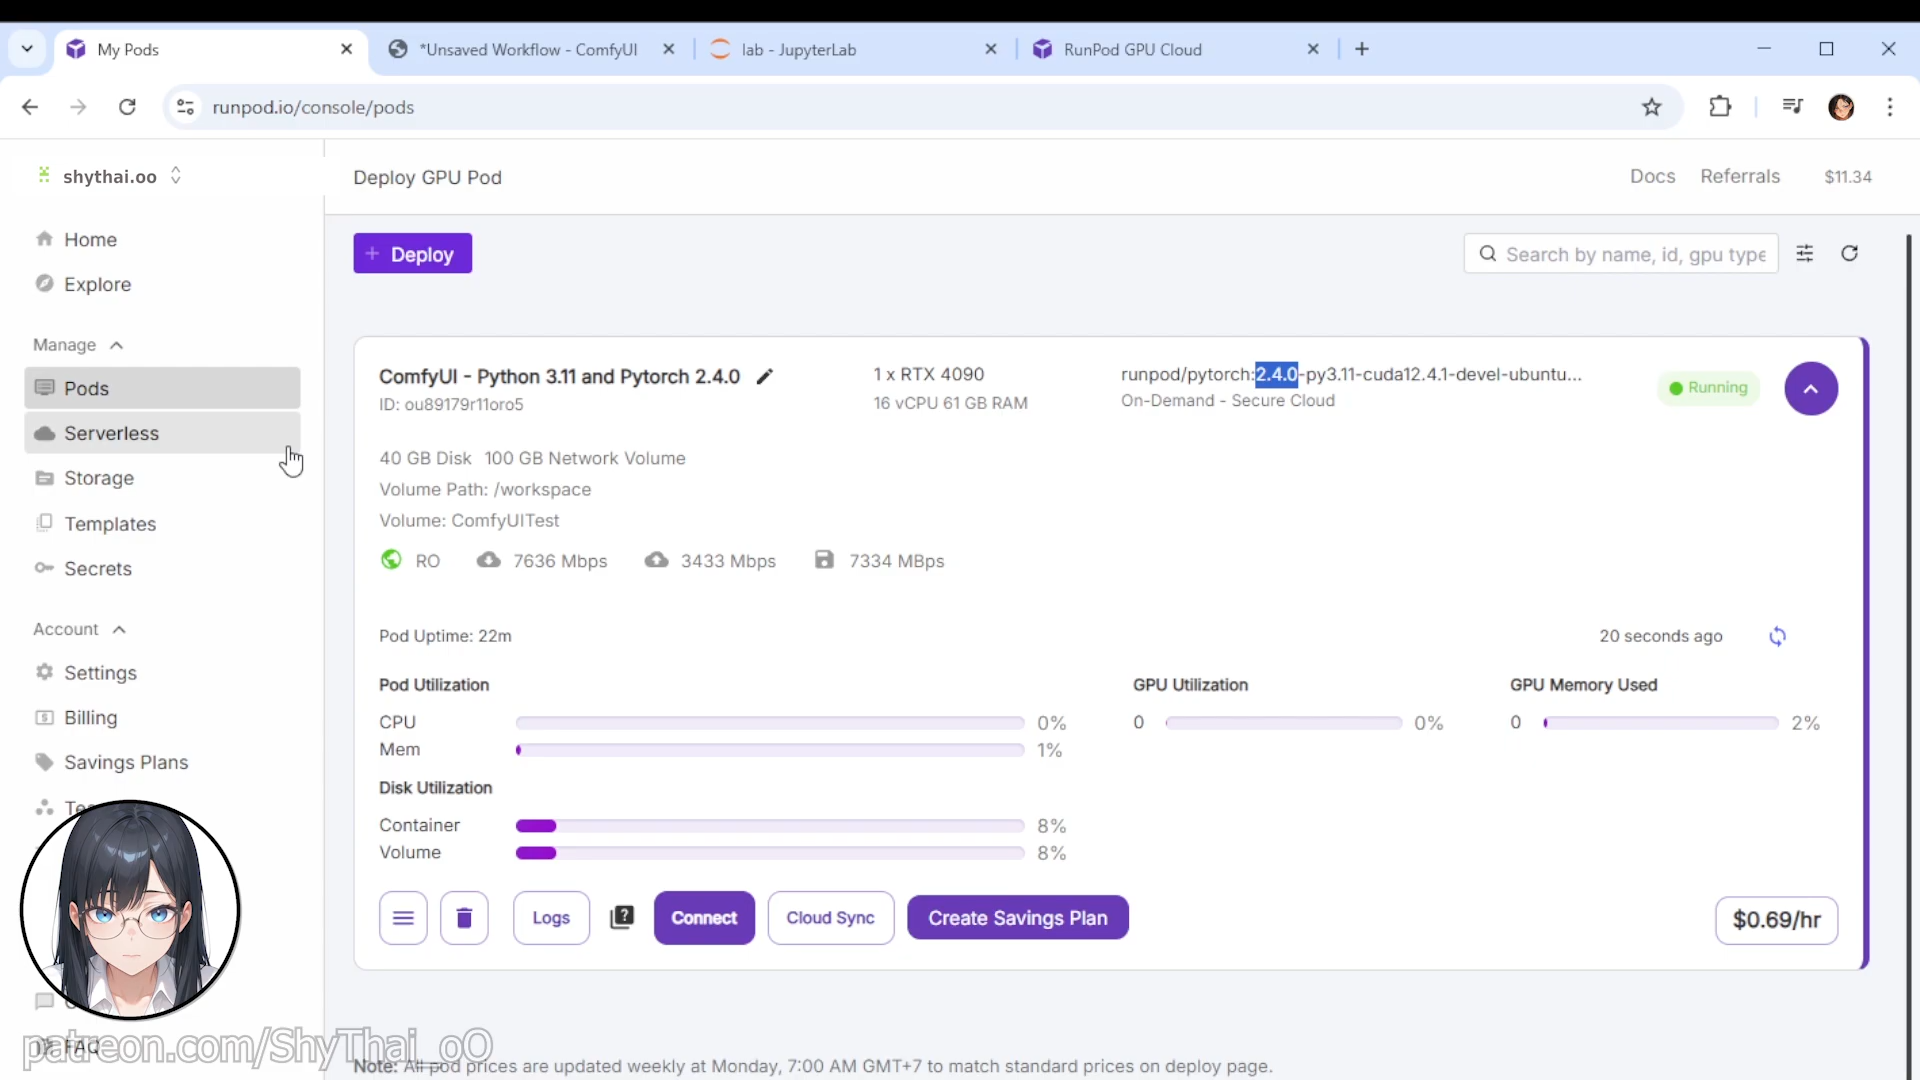 My Pods
*Unsaved Workflow - ComfyUI
lab - JupyterLab
RunPod GPU Cloud
runpod.io/console/pods
shythai.oo
Deploy GPU Pod
Docs
Referrals
$11.34
Home
Explore
Manage
Pods
Serverless
Storage
Templates
Secrets
Account
Settings
Billing
Savings Plans
FAQ
+ Deploy
Search by name, id, gpu type
ComfyUI - Python 3.11 and Pytorch 2.4.0
ID: ou89179r11oro5
1 x RTX 4090
16 vCPU 61 GB RAM
runpod/pytorch:2.4.0-py3.11-cuda12.4.1-devel-ubuntu...
On-Demand - Secure Cloud
Running
40 GB Disk 100 GB Network Volume
Volume Path: /workspace
Volume: ComfyUITest
RO
7636 Mbps
3433 Mbps
7334 MBps
Pod Uptime: 22m
20 seconds ago
Pod Utilization
CPU 0%
Mem 1%
GPU Utilization
0 0%
GPU Memory Used
0 2%
Disk Utilization
Container 8%
Volume 8%
Logs
Connect
Cloud Sync
Create Savings Plan
$0.69/hr
Note: All pod prices are updated weekly at Monday, 7:00 AM GMT+7 to match standard prices on deploy page.
patreon.com/ShyThai_oO